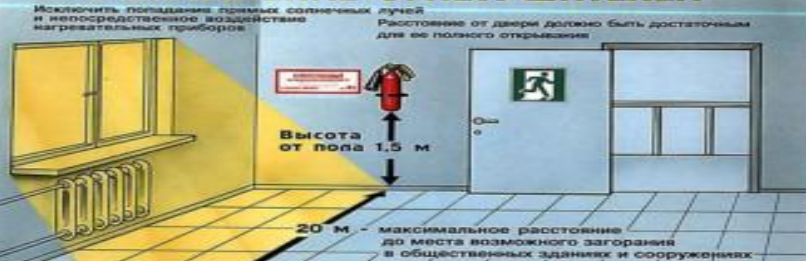 Исключить попадание прямых солнечных лучей
и непосредственное воздействие
нагревательных приборов
Расстояние от двери должно быть достаточным
для ее полного открывания
Высота
от пола 1,5 м
20 м - максимальное расстояние
до места возможного загорания
в общественных зданиях и сооружениях